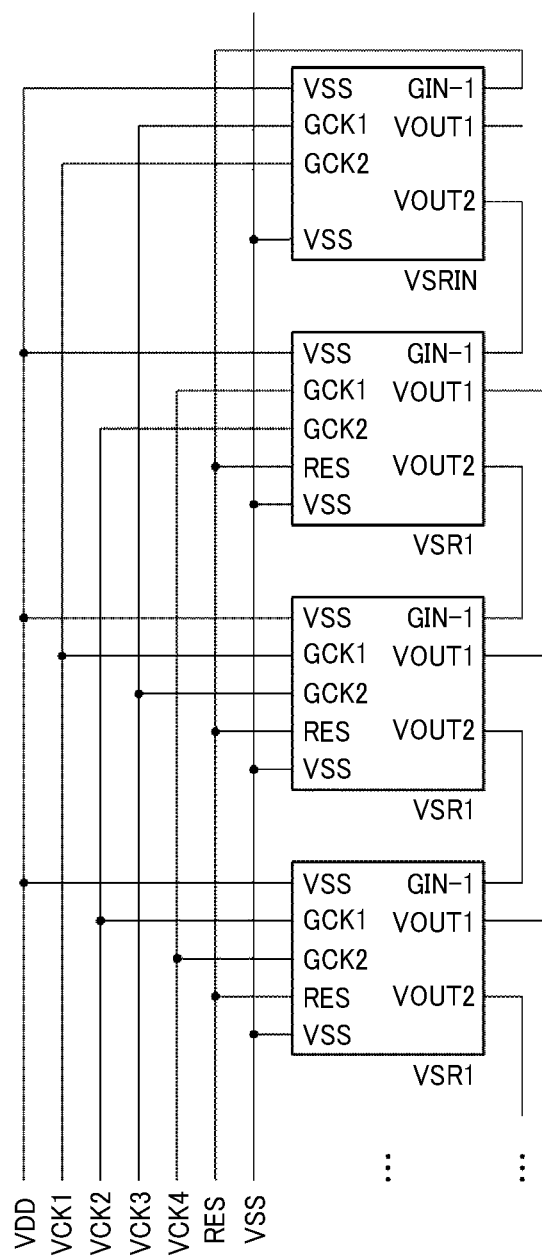 VSS GIN-1
GCK1 VOUT1
GCK2
VOUT2
VSS
VSRIN
VSS GIN-1
GCK1 VOUT1
GCK2
RES VOUT2
VSS
VSR1
VSS GIN-1
GCK1 VOUT1
GCK2
RES VOUT2
VSS
VSR1
VSS GIN-1
GCK1 VOUT1
GCK2
RES VOUT2
VSS
VSR1
... ...
VDD
VCK1
VCK2
VCK3
VCK4
RES
VSS